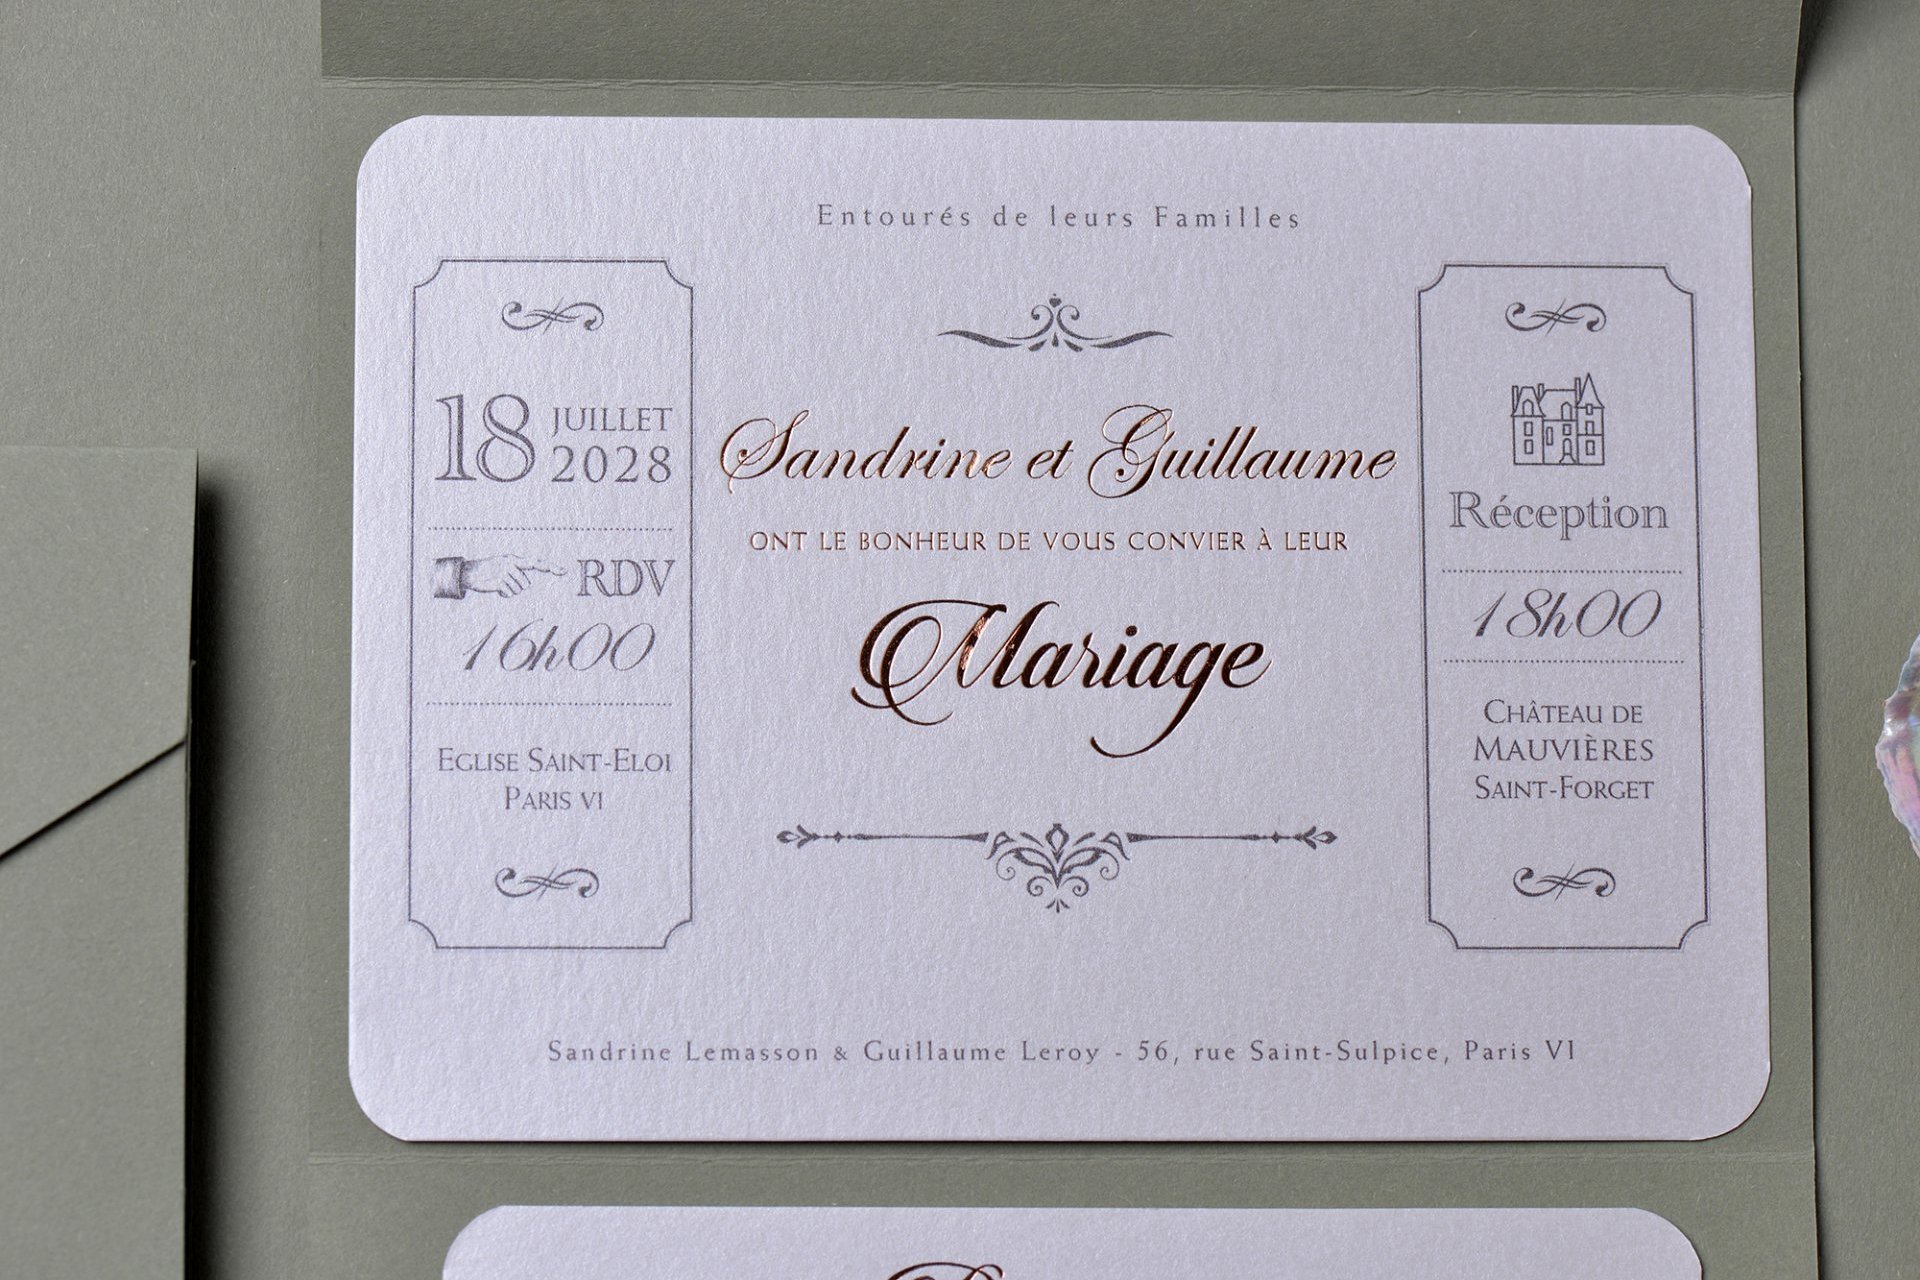 Entourés de leurs Familles
18 JUILLET
2028
RDV
16h00
EGLISE SAINT-ELOI
PARIS VI
Sandrine et Guillaume
ONT LE BONHEUR DE VOUS CONVIER À LEUR
Mariage
Réception
18h00
CHÂTEAU DE
MAUVIÈRES
SAINT-FORGET
Sandrine Lemasson & Guillaume Leroy - 56, rue Saint-Sulpice, Paris VI